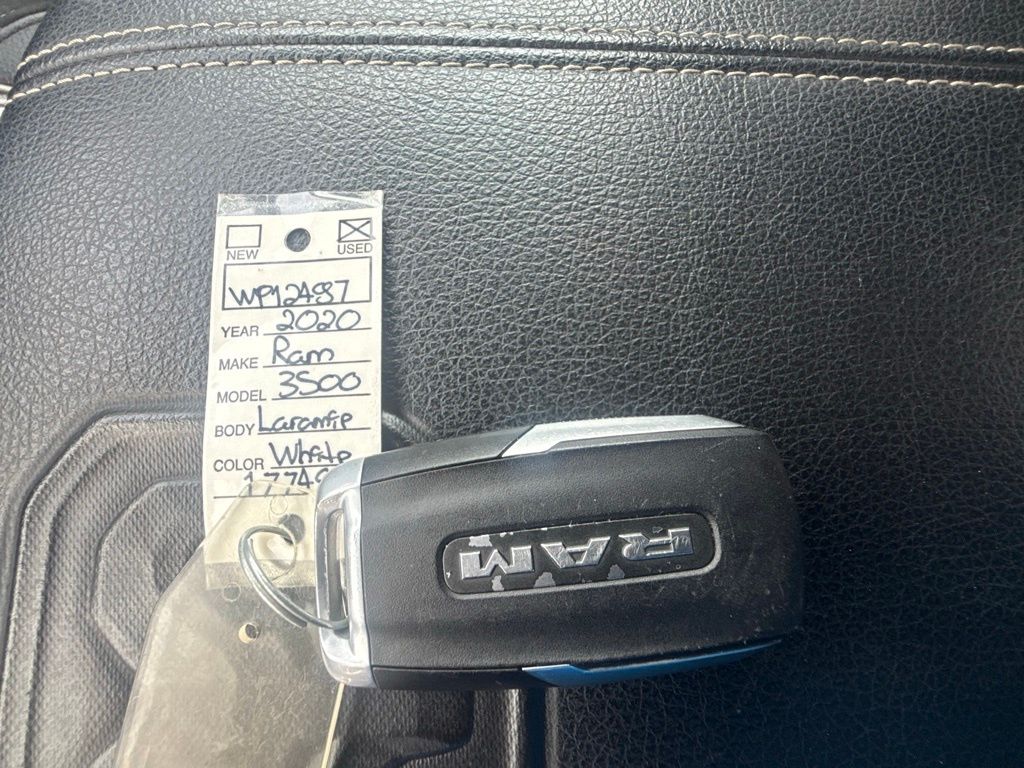 NEW USED
WP12487
YEAR 2020
MAKE Ram
MODEL 3500
BODY Laramie
COLOR White
RAM